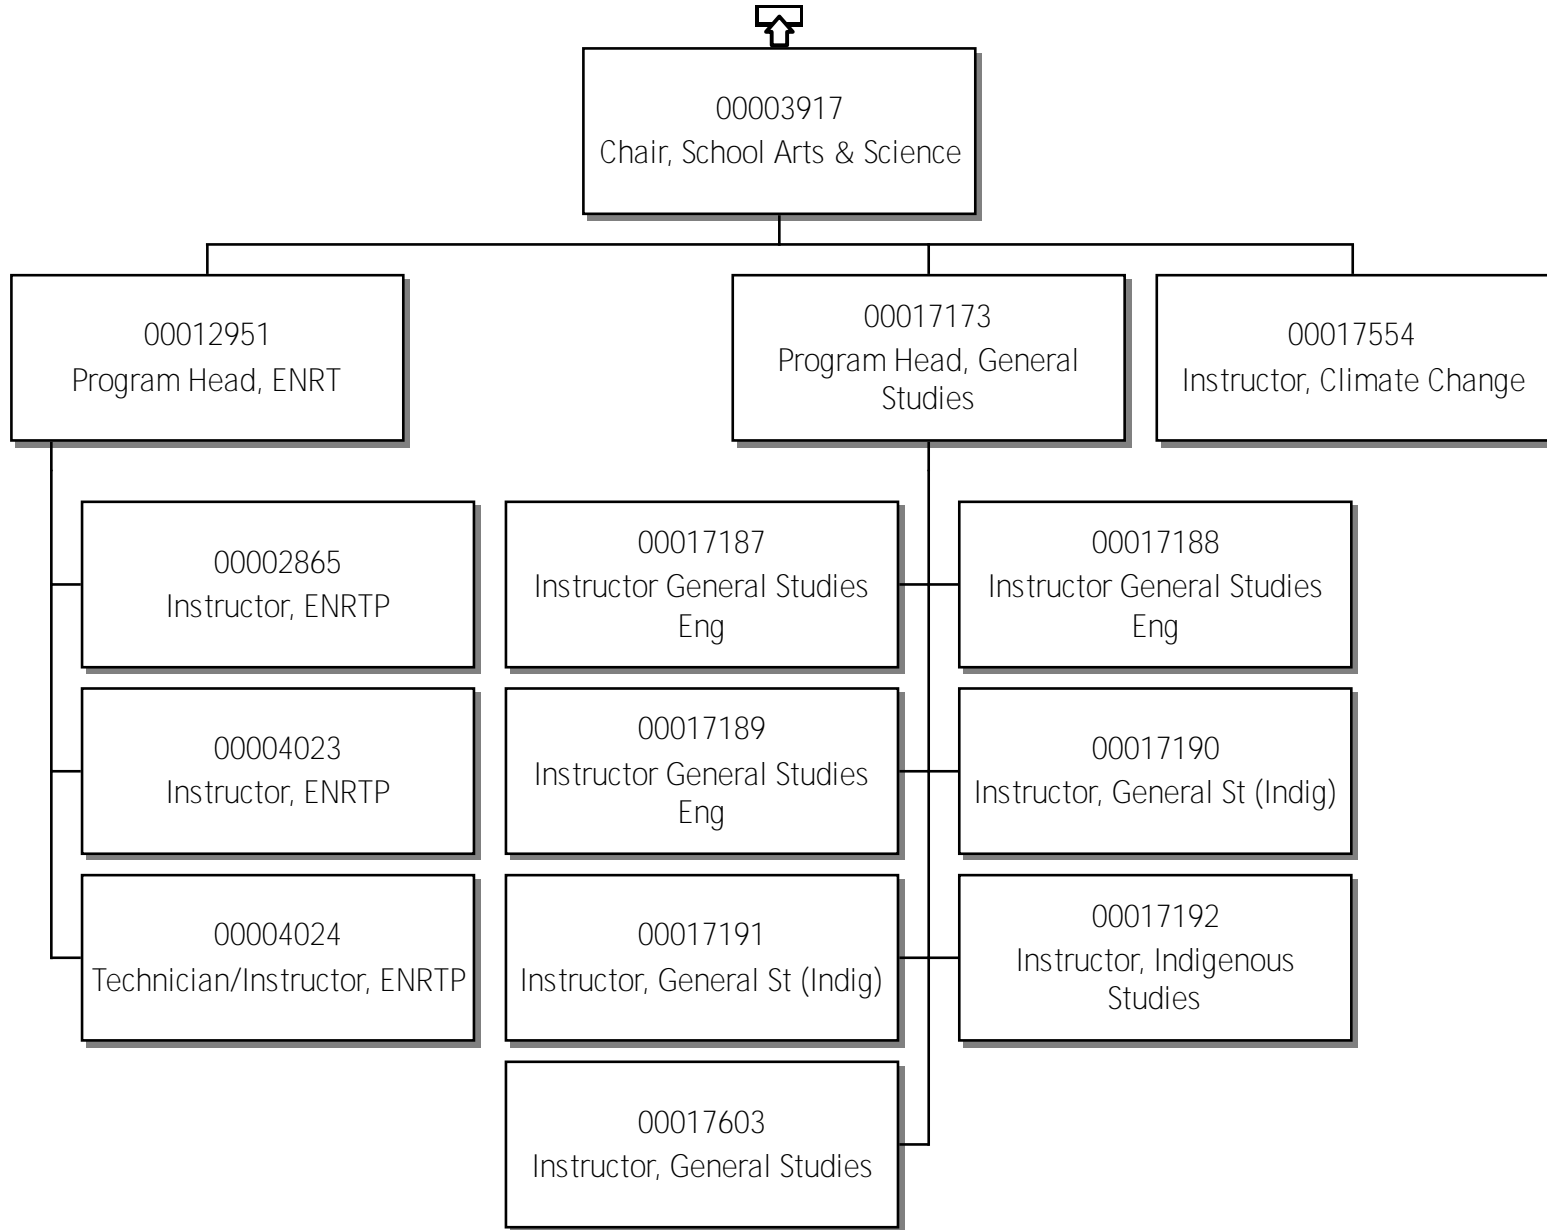 00003917
Chair, School Arts & Science
00012951
Program Head, ENRT
00017173
Program Head, General
Studies
00017554
Instructor, Climate Change
00002865
Instructor, ENRTP
00017187
Instructor General Studies
Eng
00017188
Instructor General Studies
Eng
00004023
Instructor, ENRTP
00017189
Instructor General Studies
Eng
00017190
Instructor, General St (Indig)
00004024
Technician/Instructor, ENRTP
00017191
Instructor, General St (Indig)
00017192
Instructor, Indigenous
Studies
00017603
Instructor, General Studies